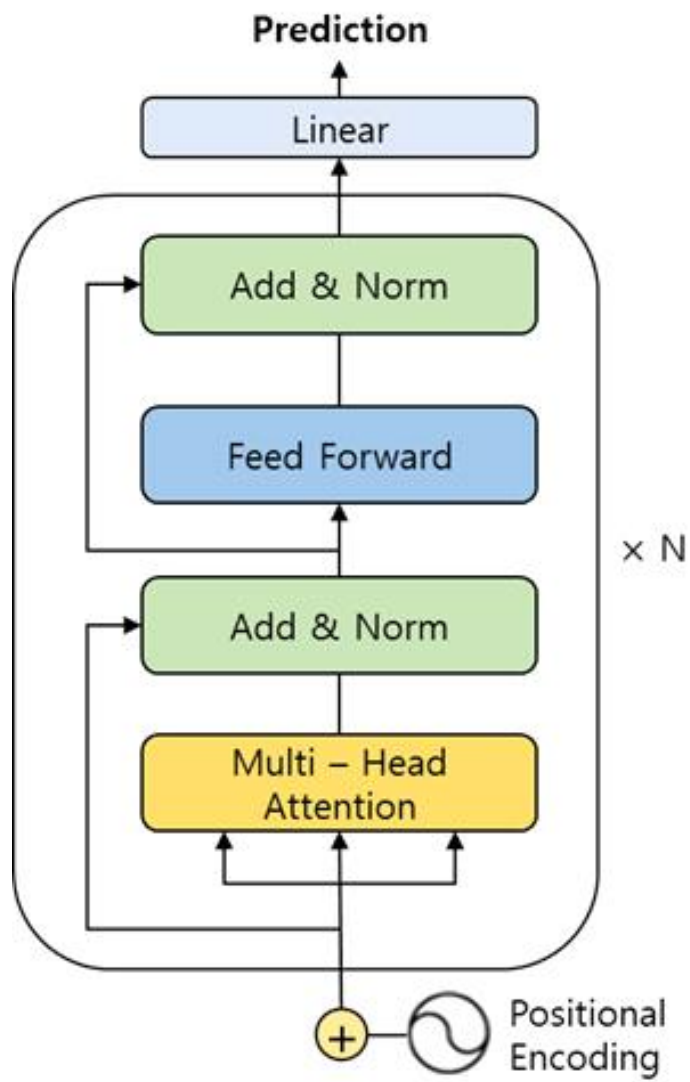 Prediction
Linear
Add & Norm
Feed Forward
× N
Add & Norm
Multi – Head
Attention
+
Positional
Encoding